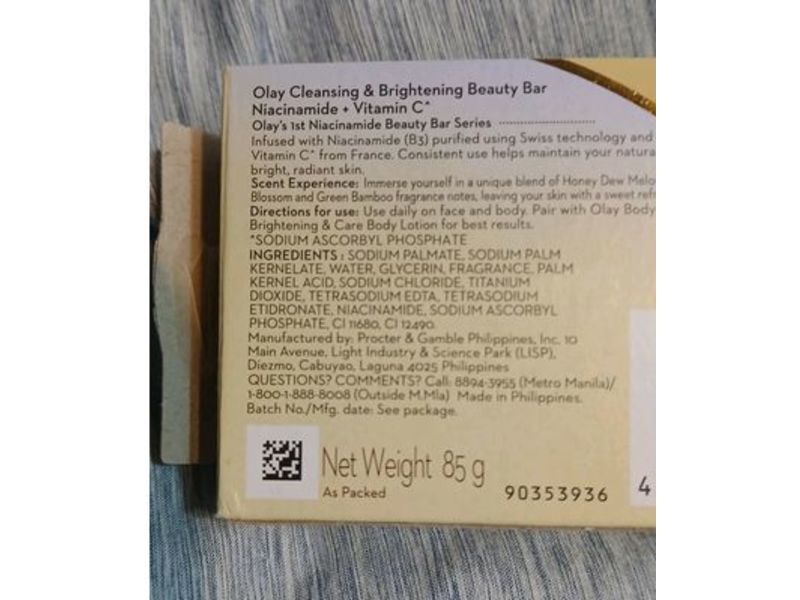 Olay Cleansing & Brightening Beauty Bar
Niacinamide + Vitamin C*
Olay's 1st Niacinamide Beauty Bar Series
Infused with Niacinamide (B3) purified using Swiss technology and
Vitamin C* from France. Consistent use helps maintain your natura
bright, radiant skin.
Scent Experience: Immerse yourself in a unique blend of Honey Dew Melo
Blossom and Green Bamboo fragrance notes, leaving your skin with a sweet refr
Directions for use: Use daily on face and body. Pair with Olay Body
Brightening & Care Body Lotion for best results.
*SODIUM ASCORBYL PHOSPHATE
INGREDIENTS : SODIUM PALMATE, SODIUM PALM
KERNELATE, WATER, GLYCERIN, FRAGRANCE, PALM
KERNEL ACID, SODIUM CHLORIDE, TITANIUM
DIOXIDE, TETRASODIUM EDTA, TETRASODIUM
ETIDRONATE, NIACINAMIDE, SODIUM ASCORBYL
PHOSPHATE, CI 11680, CI 12490.
Manufactured by: Procter & Gamble Philippines, Inc. 10
Main Avenue, Light Industry & Science Park (LISP),
Diezmo, Cabuyao, Laguna 4025 Philippines
QUESTIONS? COMMENTS? Call: 8894-3955 (Metro Manila)/
1-800-1-888-8008 (Outside M.Mla) Made in Philippines.
Batch No./Mfg. date: See package.
Net Weight 85 g
As Packed
90353936
4